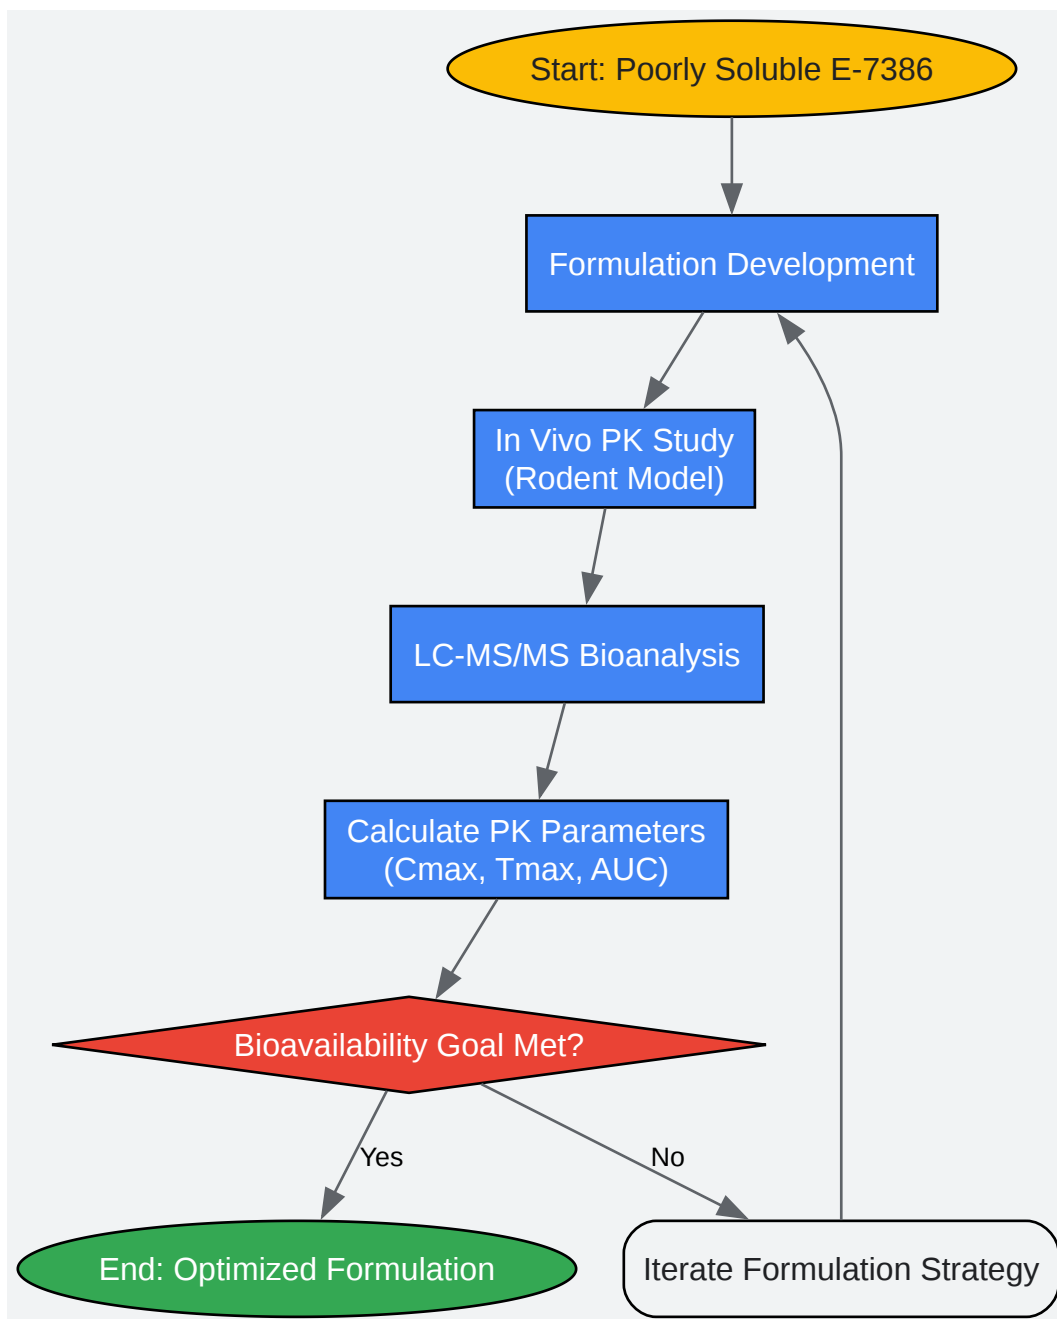 Start: Poorly Soluble E-7386
Formulation Development
In Vivo PK Study
(Rodent Model)
LC-MS/MS Bioanalysis
Calculate PK Parameters
(Cmax, Tmax, AUC)
Bioavailability Goal Met?
Yes
No
End: Optimized Formulation
Iterate Formulation Strategy